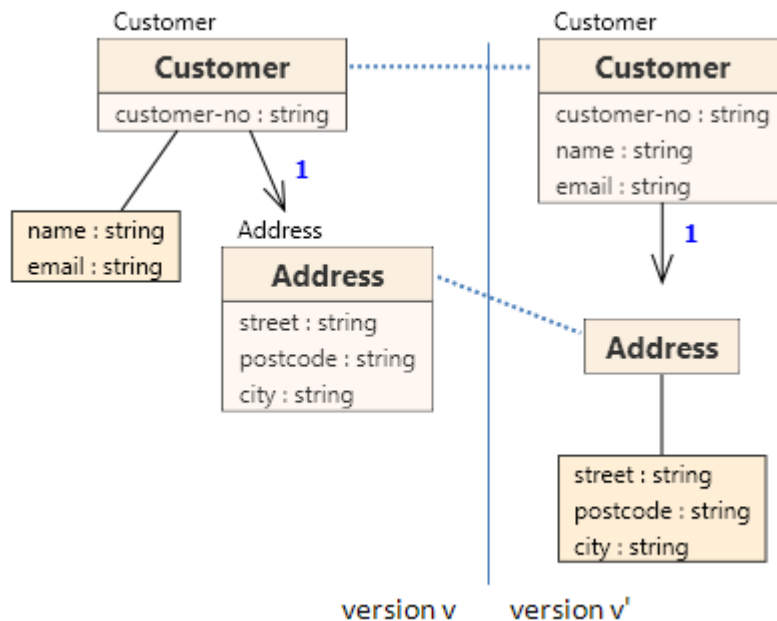 Customer
Customer
customer-no : string
1
name : string
email : string
Address
Address
street : string
postcode : string
city : string
version v
Customer
Customer
customer-no : string
name : string
email : string
1
Address
street : string
postcode : string
city : string
version v'